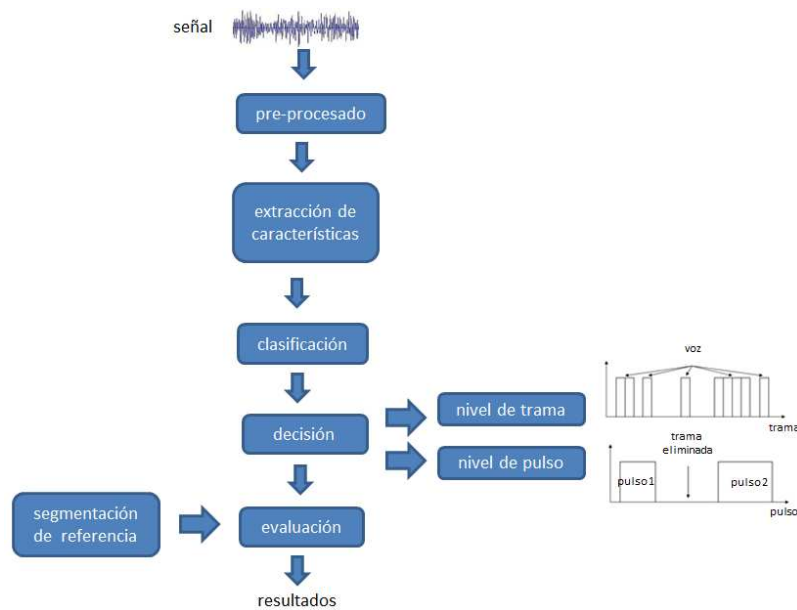 señal
pre-procesado
extracción de
características
clasificación
decisión
nivel de trama
nivel de pulso
voz
trama
trama
eliminada
pulso1
pulso2
pulso
segmentación
de referencia
evaluación
resultados